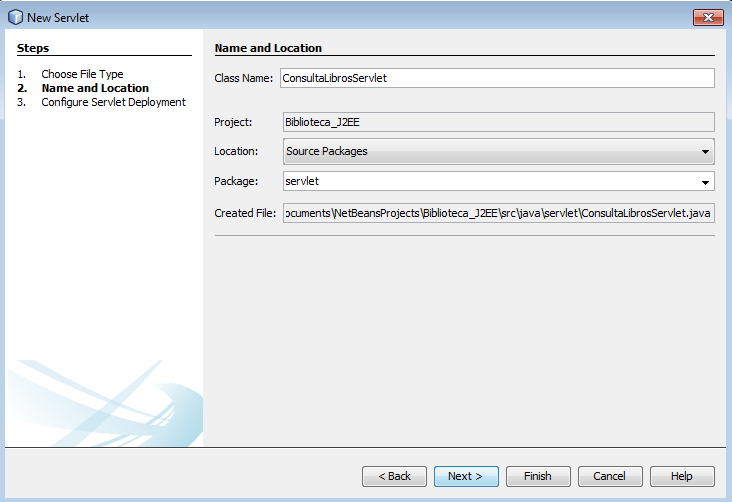 New Servlet
Steps
1. Choose File Type
2. Name and Location
3. Configure Servlet Deployment
Name and Location
Class Name: ConsultaLibrosServlet
Project: Biblioteca_J2EE
Location: Source Packages
Package: servlet
Created File: ocuments\NetBeansProjects\Biblioteca_J2EE\src\java\servlet\ConsultaLibrosServlet.java
< Back Next > Finish Cancel Help